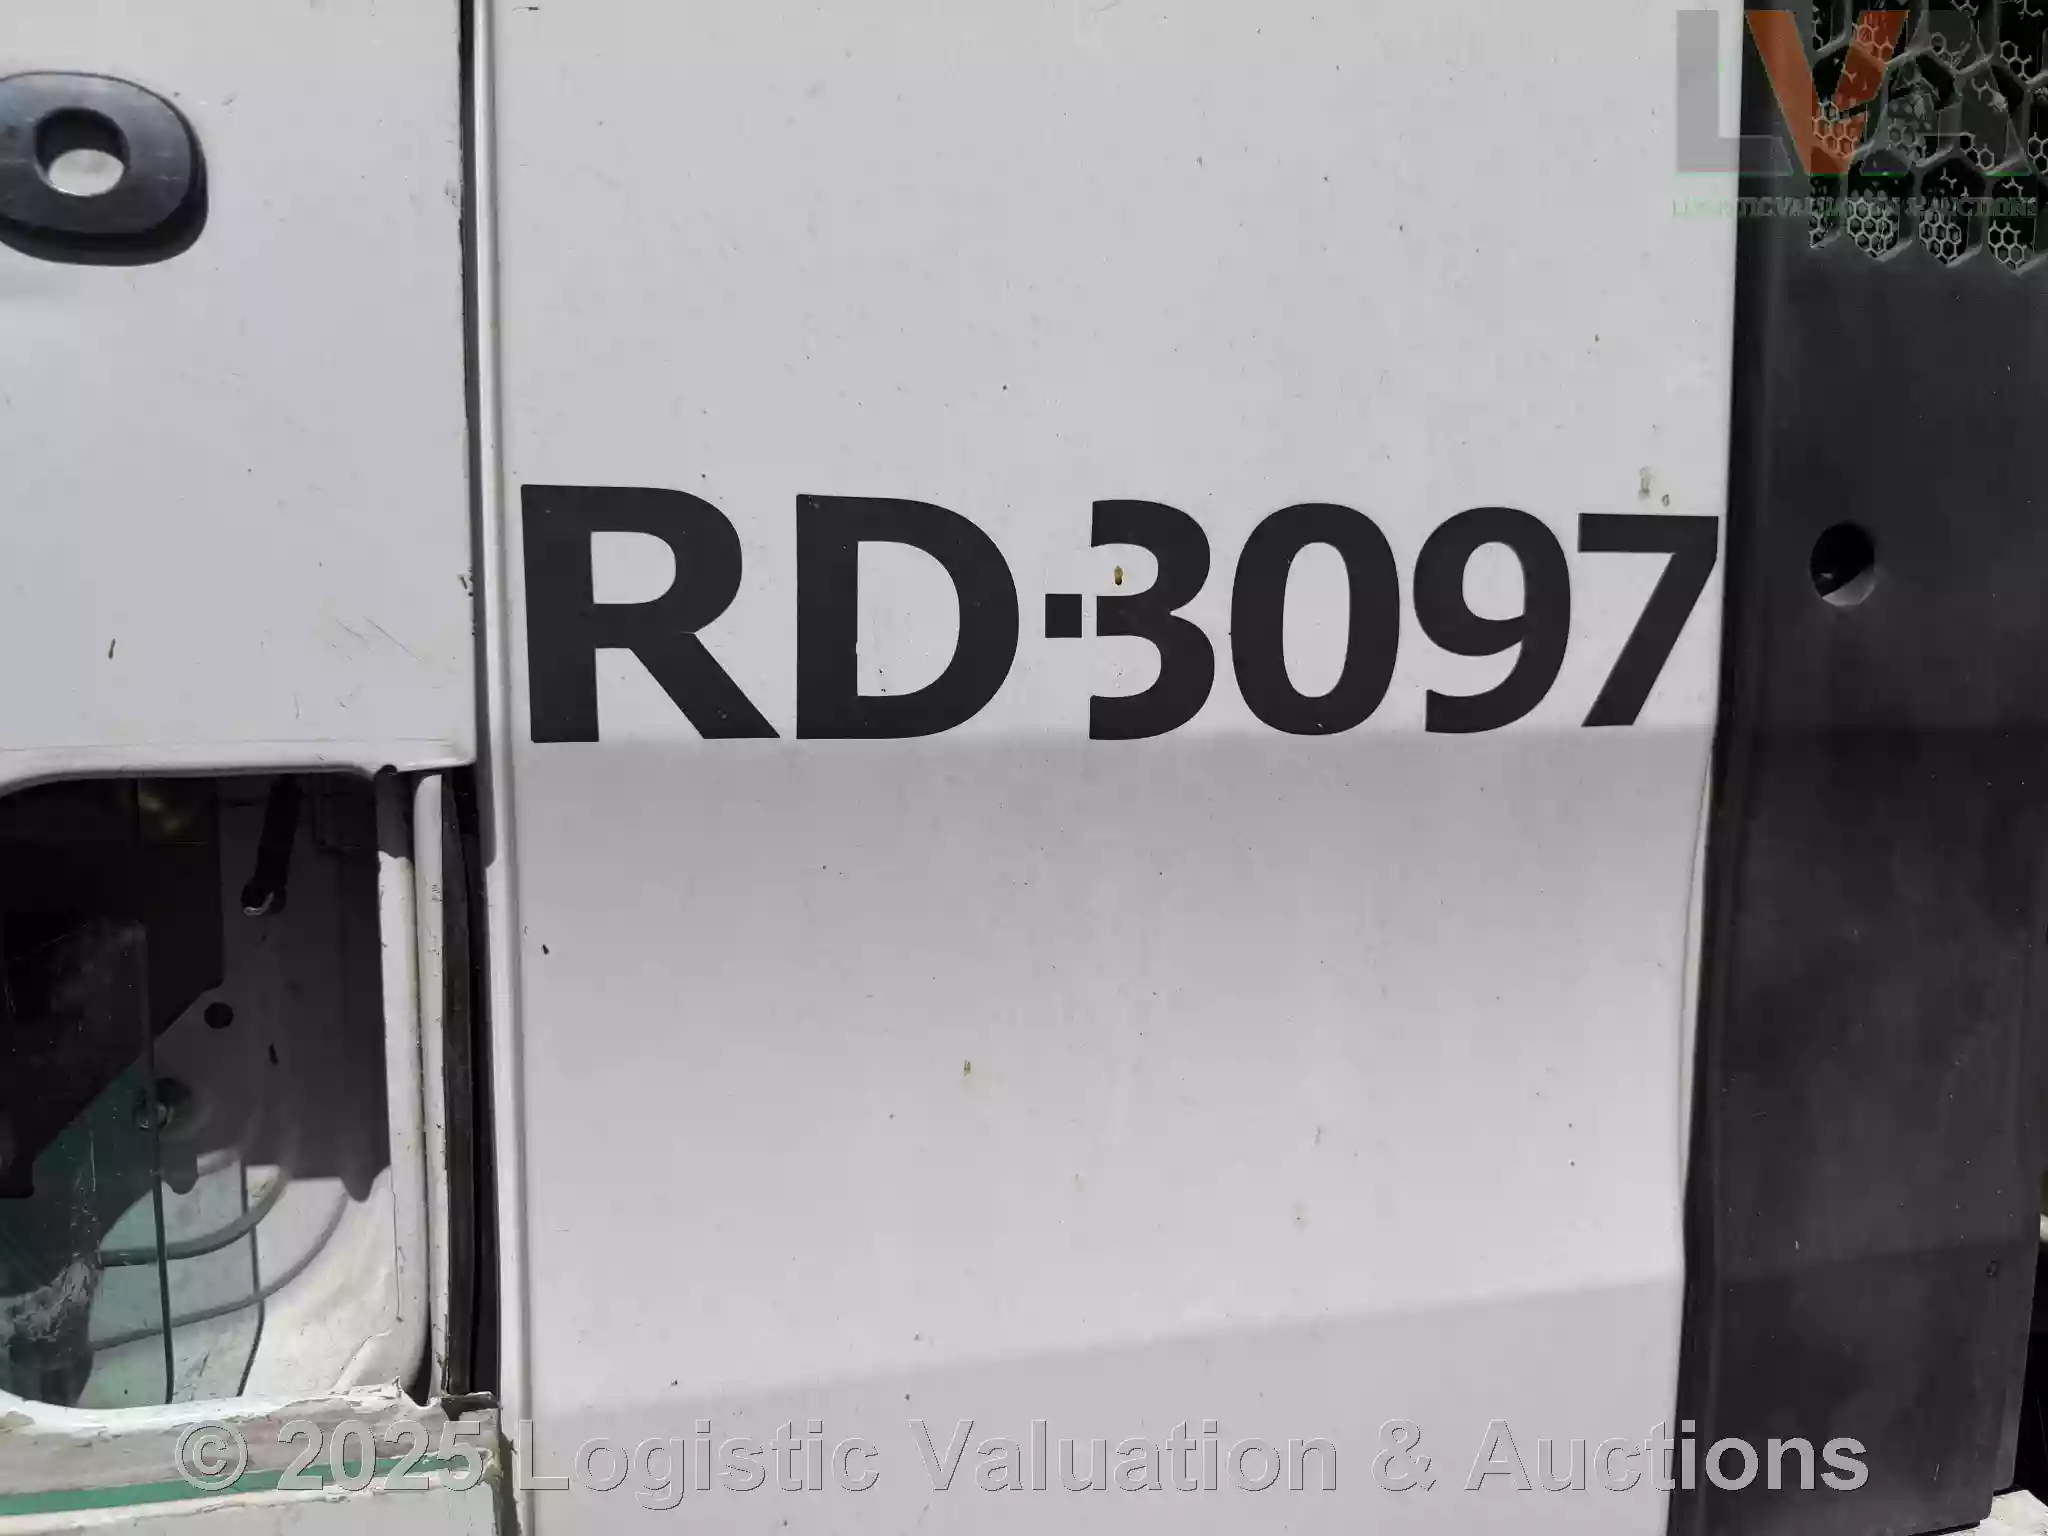 LVA
LOGISTIC VALUATION & AUCTIONS
RD-3097
© 2025 Logistic Valuation & Auctions